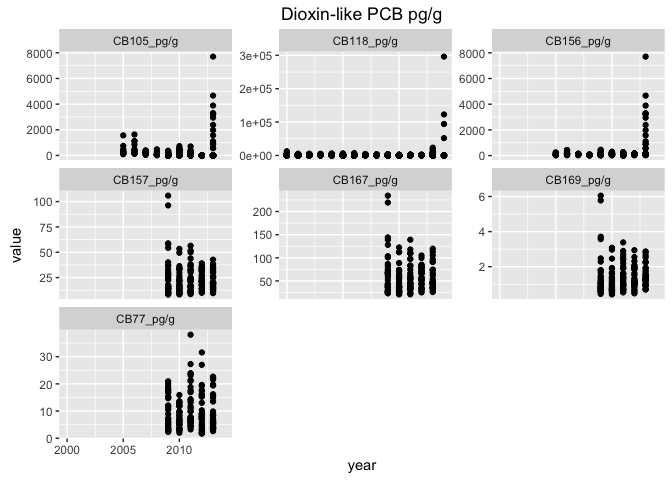 Dioxin-like PCB pg/g
CB105_pg/g CB118_pg/g CB156_pg/g
8000 6000 4000 2000 0
3e+05 2e+05 1e+05 0e+00
8000 6000 4000 2000 0
CB157_pg/g CB167_pg/g CB169_pg/g
100 75 50 25
200 150 100 50
6 4 2
CB77_pg/g
30 20 10 0
2000 2005 2010
value
year